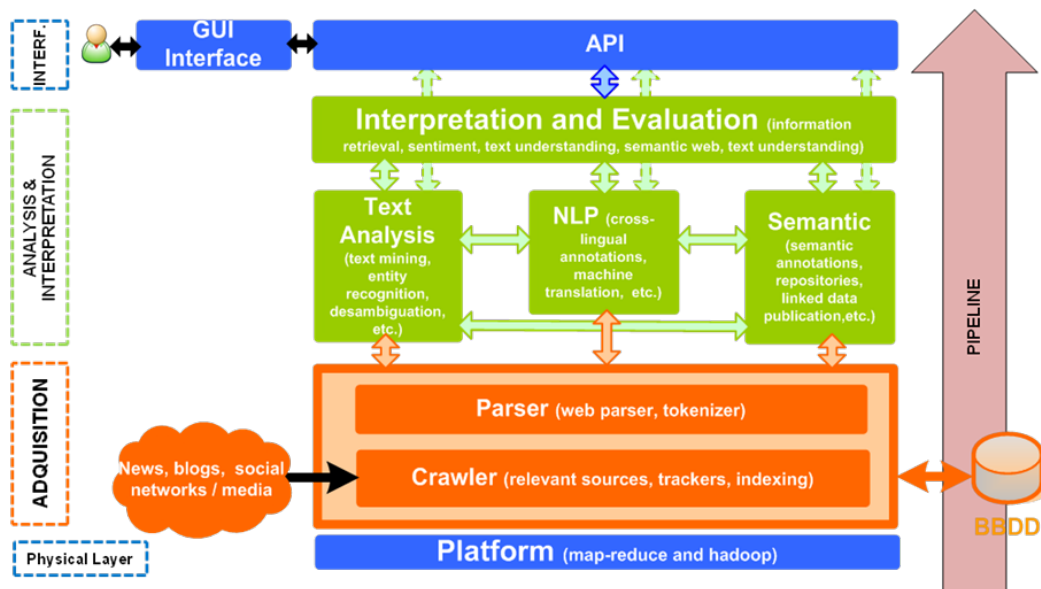 INTERF.
GUI
Interface
API
ANALYSIS &
INTERPRETATION
Interpretation and Evaluation (information
retrieval, sentiment, text understanding, semantic web, text understanding)
Text
Analysis
(text mining,
entity
recognition,
desambiguation,
etc.)
NLP (cross-
lingual
annotations,
machine
translation, etc.)
Semantic
(semantic
annotations,
repositories,
linked data
publication,etc.)
PIPELINE
ADQUISITION
Parser (web parser, tokenizer)
News, blogs, social
networks / media
Crawler (relevant sources, trackers, indexing)
BBDD
Physical Layer
Platform (map-reduce and hadoop)